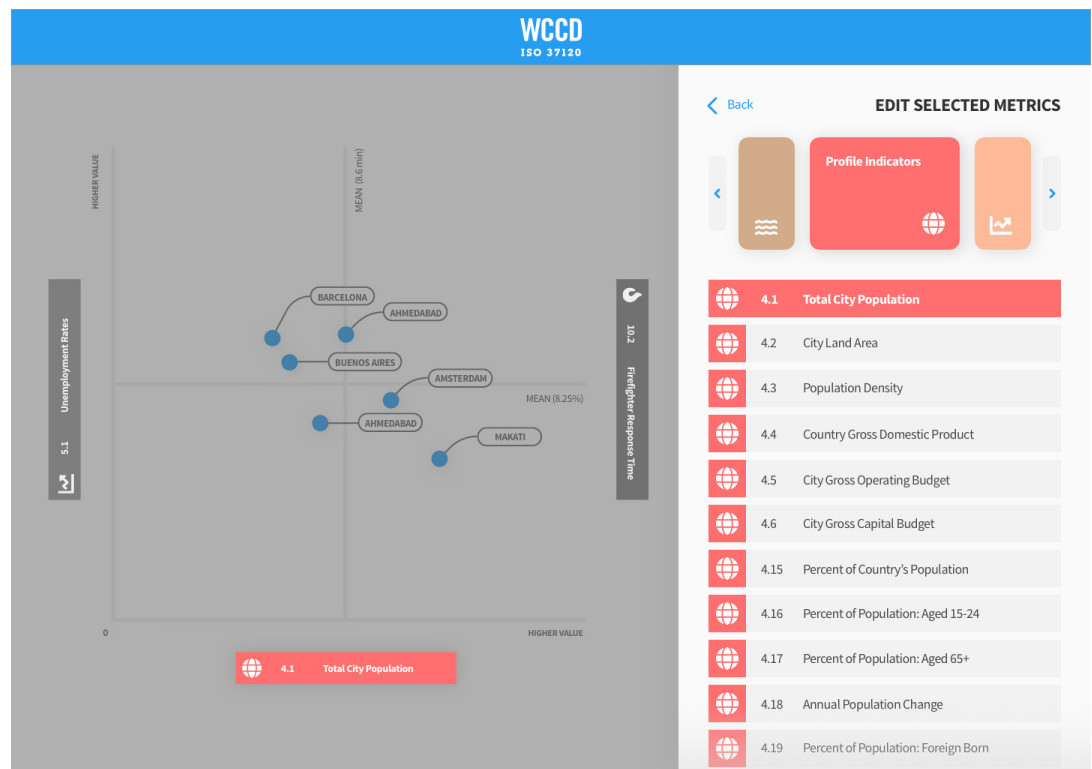 WCCD
ISO 37120
Back
EDIT SELECTED METRICS
Profile Indicators
HIGHER VALUE
MEAN (8.6 min)
BARCELONA
AHMEDABAD
BUENOS AIRES
AMSTERDAM
MEAN (8.25%)
AHMEDABAD
MAKATI
5.1 Unemployment Rates
10.2 Firefighter Response Time
0
HIGHER VALUE
4.1 Total City Population
4.1 Total City Population
4.2 City Land Area
4.3 Population Density
4.4 Country Gross Domestic Product
4.5 City Gross Operating Budget
4.6 City Gross Capital Budget
4.15 Percent of Country’s Population
4.16 Percent of Population: Aged 15-24
4.17 Percent of Population: Aged 65+
4.18 Annual Population Change
4.19 Percent of Population: Foreign Born